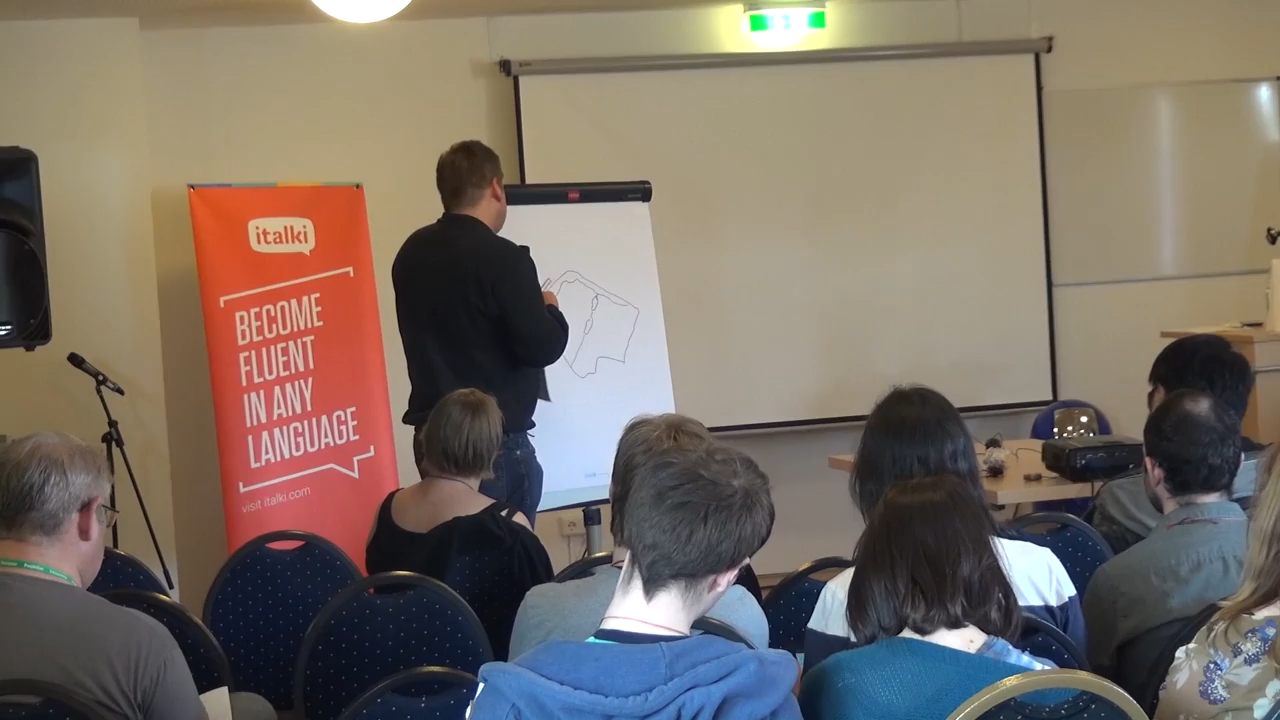 italki
BECOME
FLUENT
IN ANY
LANGUAGE
visit italki.com